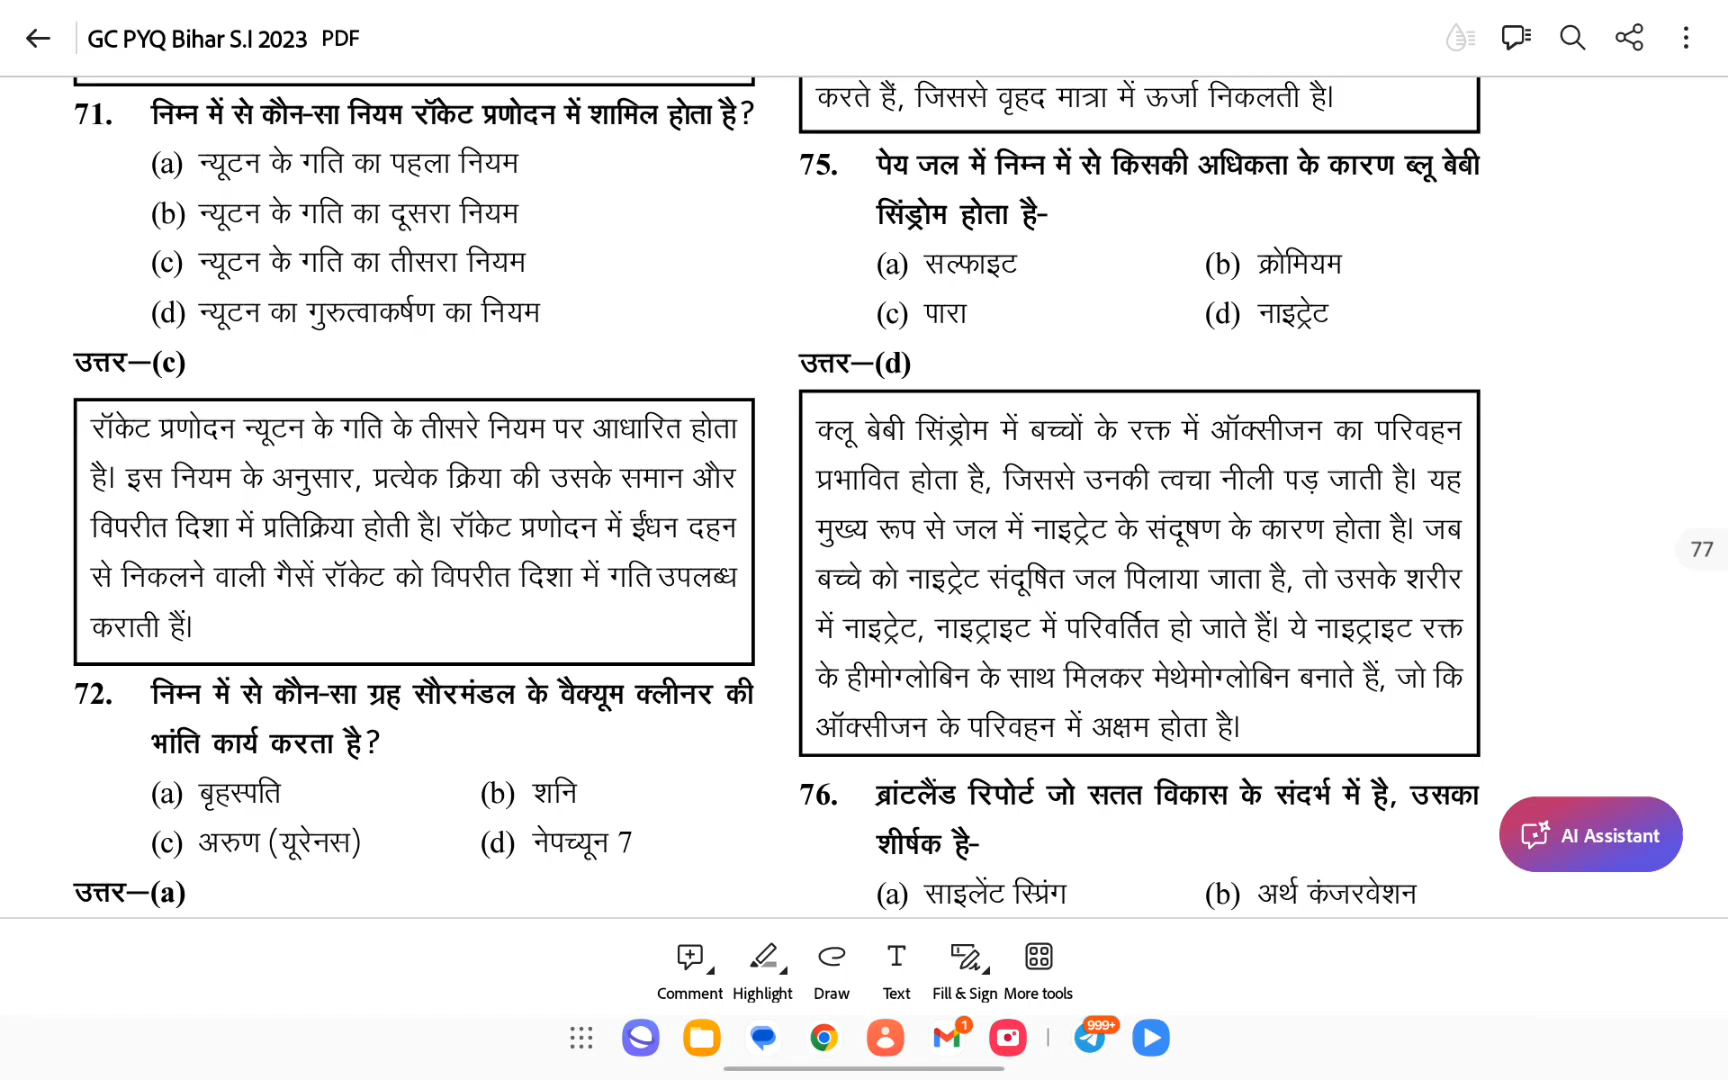 GC PYQ Bihar S.I 2023 PDF
71. निम्न में से कौन-सा नियम रॉकेट प्रणोदन में शामिल होता है?
(a) न्यूटन के गति का पहला नियम
(b) न्यूटन के गति का दूसरा नियम
(c) न्यूटन के गति का तीसरा नियम
(d) न्यूटन का गुरुत्वाकर्षण का नियम
उत्तर–(c)
रॉकेट प्रणोदन न्यूटन के गति के तीसरे नियम पर आधारित होता
है। इस नियम के अनुसार, प्रत्येक क्रिया की उसके समान और
विपरीत दिशा में प्रतिक्रिया होती है। रॉकेट प्रणोदन में ईंधन दहन
से निकलने वाली गैसें रॉकेट को विपरीत दिशा में गति उपलब्ध
कराती हैं।
72. निम्न में से कौन-सा ग्रह सौरमंडल के वैक्यूम क्लीनर की
भांति कार्य करता है?
(a) बृहस्पति (b) शनि
(c) अरुण (यूरेनस) (d) नेपच्यून 7
उत्तर–(a)
करते हैं, जिससे वृहद मात्रा में ऊर्जा निकलती है।
75. पेय जल में निम्न में से किसकी अधिकता के कारण ब्लू बेबी
सिंड्रोम होता है-
(a) सल्फाइट (b) क्रोमियम
(c) पारा (d) नाइट्रेट
उत्तर–(d)
क्लू बेबी सिंड्रोम में बच्चों के रक्त में ऑक्सीजन का परिवहन
प्रभावित होता है, जिससे उनकी त्वचा नीली पड़ जाती है। यह
मुख्य रूप से जल में नाइट्रेट के संदूषण के कारण होता है। जब
बच्चे को नाइट्रेट संदूषित जल पिलाया जाता है, तो उसके शरीर
में नाइट्रेट, नाइट्राइट में परिवर्तित हो जाते हैं। ये नाइट्राइट रक्त
के हीमोग्लोबिन के साथ मिलकर मेथेमोग्लोबिन बनाते हैं, जो कि
ऑक्सीजन के परिवहन में अक्षम होता है।
76. ब्रांटलैंड रिपोर्ट जो सतत विकास के संदर्भ में है, उसका
शीर्षक है-
(a) साइलेंट स्प्रिंग (b) अर्थ कंजरवेशन
77
AI Assistant
Comment Highlight Draw Text Fill & Sign More tools
1
999+